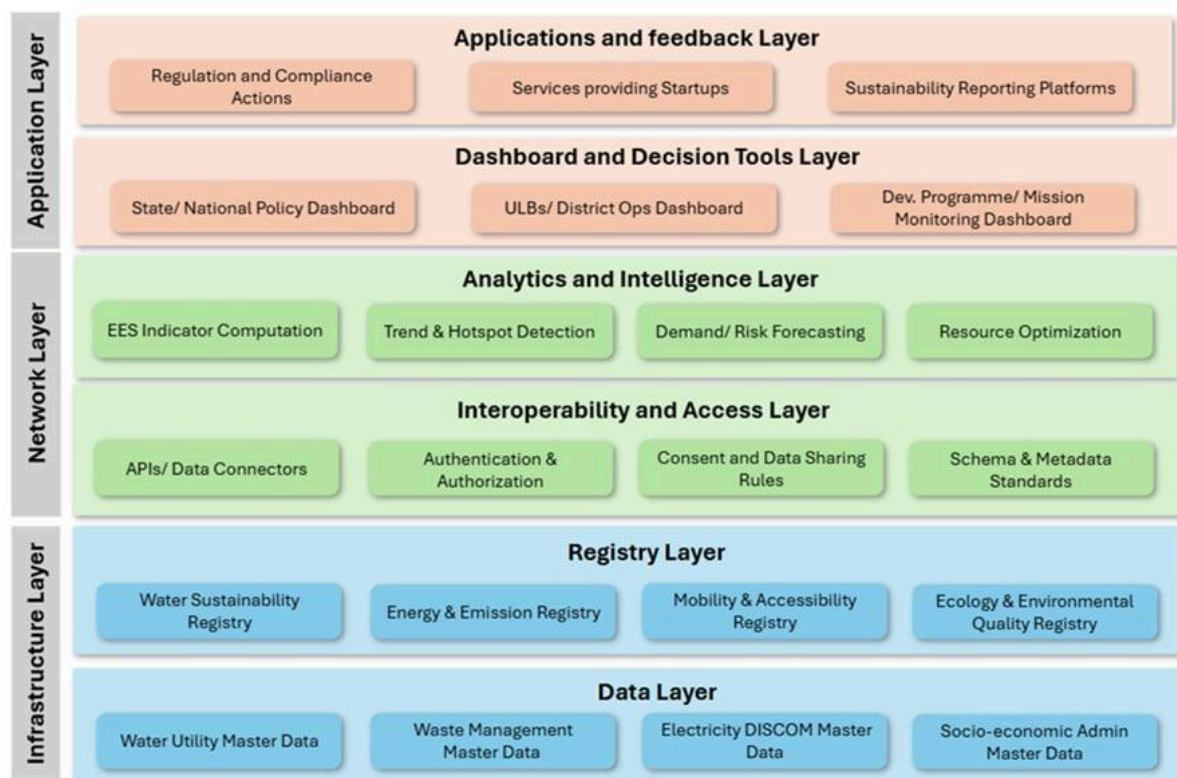 Application Layer
Applications and feedback Layer
Regulation and Compliance
Actions
Services providing Startups
Sustainability Reporting Platforms
Dashboard and Decision Tools Layer
State/ National Policy Dashboard
ULBs/ District Ops Dashboard
Dev. Programme/ Mission
Monitoring Dashboard
Network Layer
Analytics and Intelligence Layer
EES Indicator Computation
Trend & Hotspot Detection
Demand/ Risk Forecasting
Resource Optimization
Interoperability and Access Layer
APIs/ Data Connectors
Authentication &
Authorization
Consent and Data Sharing
Rules
Schema & Metadata
Standards
Infrastructure Layer
Registry Layer
Water Sustainability
Registry
Energy & Emission Registry
Mobility & Accessibility
Registry
Ecology & Environmental
Quality Registry
Data Layer
Water Utility Master Data
Waste Management
Master Data
Electricity DISCOM Master
Data
Socio-economic Admin
Master Data